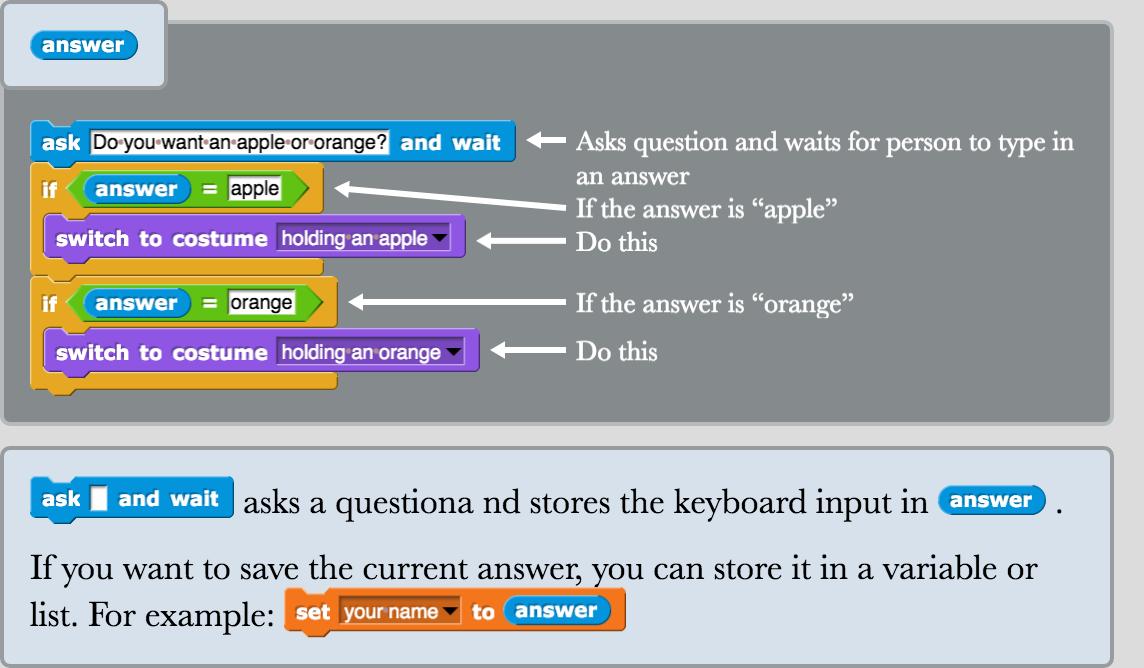 answer
ask Do you want an apple or orange? and wait
Asks question and waits for person to type in
an answer
if answer = apple
If the answer is “apple”
switch to costume holding an apple
Do this
if answer = orange
If the answer is “orange”
switch to costume holding an orange
Do this
ask and wait asks a questiona nd stores the keyboard input in answer .
If you want to save the current answer, you can store it in a variable or
list. For example: set your name to answer